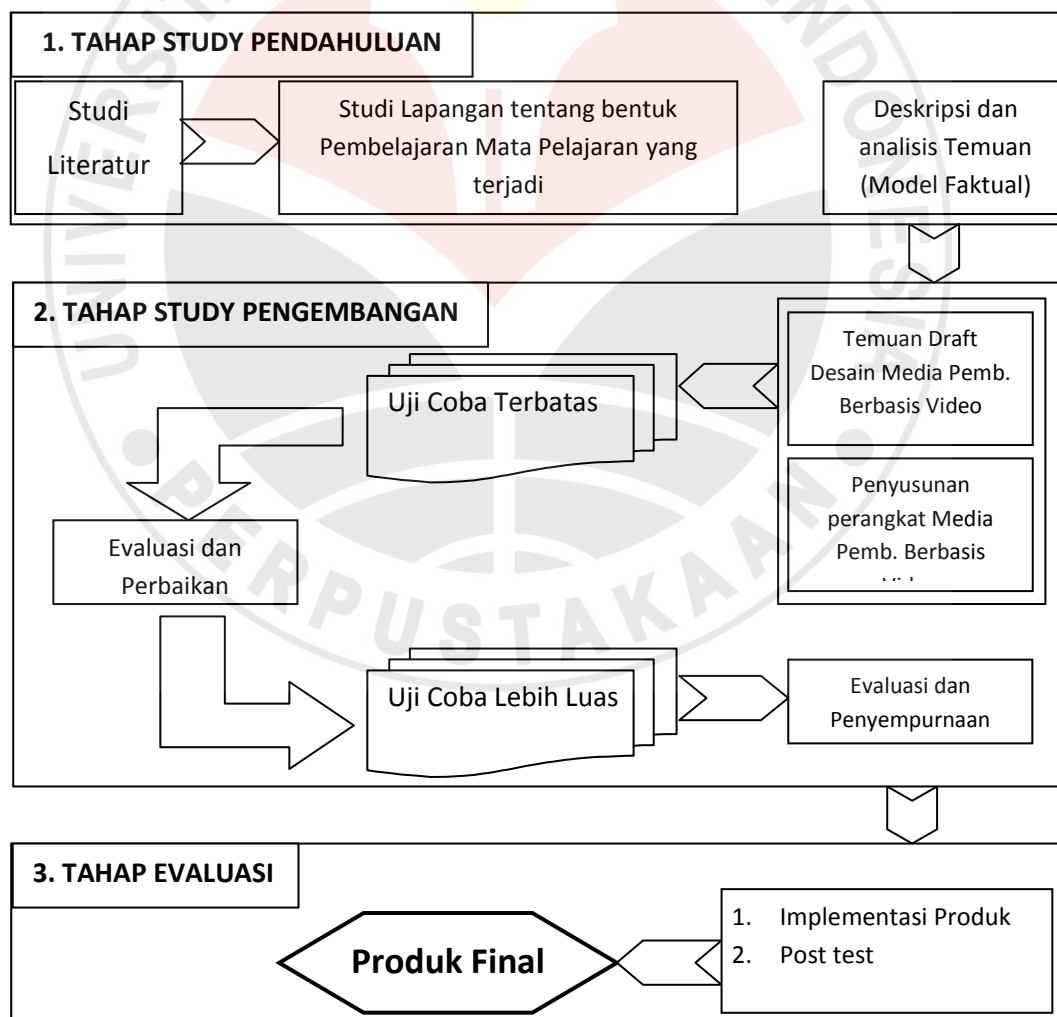 1. TAHAP STUDY PENDAHULUAN
Studi
Literatur
Studi Lapangan tentang bentuk
Pembelajaran Mata Pelajaran yang
terjadi
Deskripsi dan
analisis Temuan
(Model Faktual)
2. TAHAP STUDY PENGEMBANGAN
Temuan Draft
Desain Media Pemb.
Berbasis Video
Penyusunan
perangkat Media
Pemb. Berbasis
Uji Coba Terbatas
Evaluasi dan
Perbaikan
Uji Coba Lebih Luas
Evaluasi dan
Penyempurnaan
3. TAHAP EVALUASI
1. Implementasi Produk
2. Post test
Produk Final
PERPUSTAKAAN